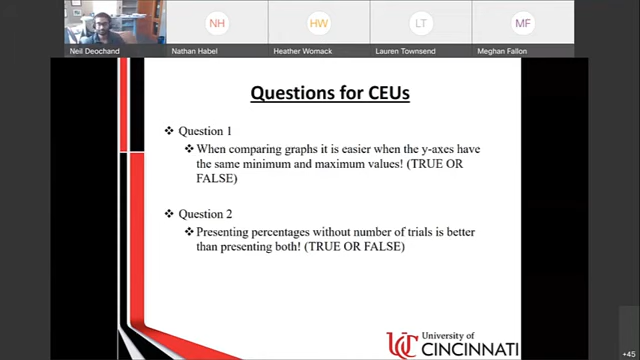 NH
HW
LT
MF
Neil Deochand
Nathan Habel
Heather Womack
Lauren Townsend
Meghan Fallon
Questions for CEUs
❖ Question 1
❖ When comparing graphs it is easier when the y-axes have
the same minimum and maximum values! (TRUE OR
FALSE)
❖ Question 2
❖ Presenting percentages without number of trials is better
than presenting both! (TRUE OR FALSE)
UC
University of
CINCINNATI
+45